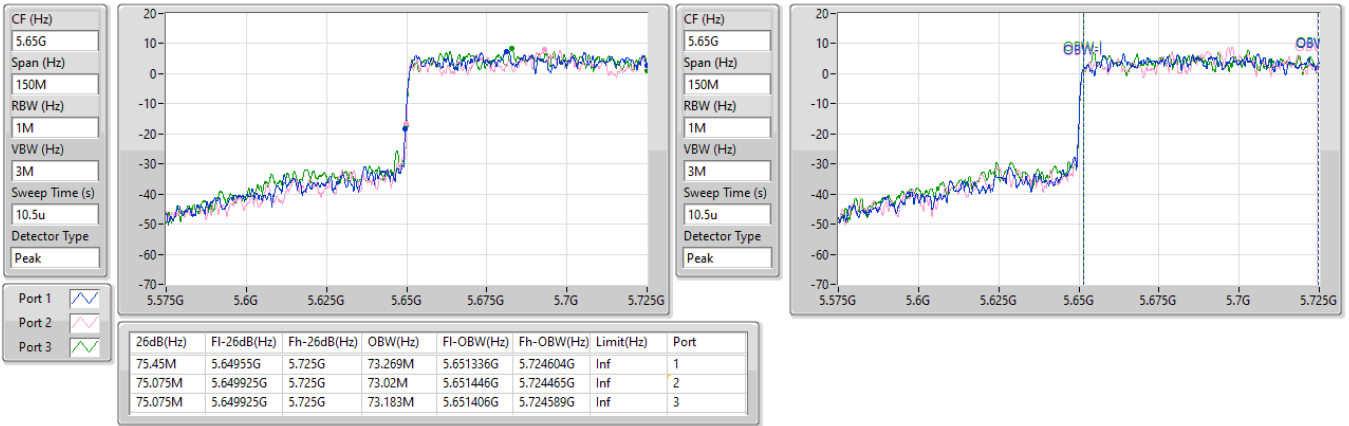 CF (Hz)
5.65G
Span (Hz)
150M
RBW (Hz)
1M
VBW (Hz)
3M
Sweep Time (s)
10.5u
Detector Type
Peak
Port 1
Port 2
Port 3
20
10
0
-10
-20
-30
-40
-50
-60
-70
5.575G 5.6G 5.625G 5.65G 5.675G 5.7G 5.725G
CF (Hz)
5.65G
Span (Hz)
150M
RBW (Hz)
1M
VBW (Hz)
3M
Sweep Time (s)
10.5u
Detector Type
Peak
20
10
0
-10
-20
-30
-40
-50
-60
-70
OBW-l OBW
5.575G 5.6G 5.625G 5.65G 5.675G 5.7G 5.725G
26dB(Hz) Fl-26dB(Hz) Fh-26dB(Hz) OBW(Hz) Fl-OBW(Hz) Fh-OBW(Hz) Limit(Hz) Port
75.45M 5.64955G 5.725G 73.269M 5.651336G 5.724604G Inf 1
75.075M 5.649925G 5.725G 73.02M 5.651446G 5.724465G Inf 2
75.075M 5.649925G 5.725G 73.183M 5.651406G 5.724589G Inf 3